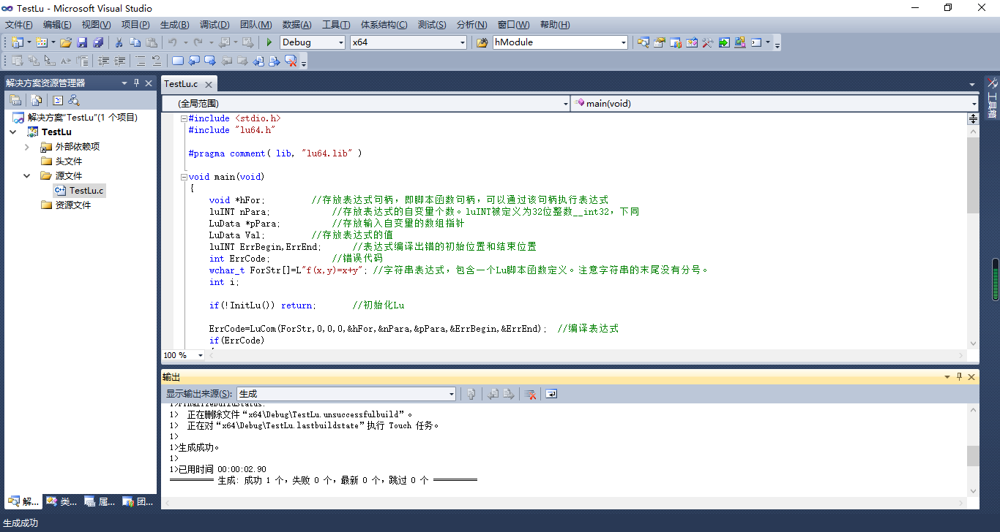 TestLu - Microsoft Visual Studio
文件(F) 编辑(E) 视图(V) 项目(P) 生成(B) 调试(D) 团队(M) 数据(A) 工具(T) 体系结构(C) 测试(S) 分析(N) 窗口(W) 帮助(H)
Debug x64 hModule
解决方案资源管理器
解决方案"TestLu"(1 个项目)
TestLu
外部依赖项
头文件
源文件
TestLu.c
资源文件
解... 类... 属... 团...
TestLu.c
(全局范围) main(void)
#include <stdio.h>
#include "lu64.h"
#pragma comment( lib, "lu64.lib" )
void main(void)
{
void *hFor; //存放表达式句柄，即脚本函数句柄，可以通过该句柄执行表达式
luINT nPara; //存放表达式的自变量个数。luINT被定义为32位整数__int32，下同
LuData *pPara; //存放输入自变量的数组指针
LuData Val; //存放表达式的值
luINT ErrBegin,ErrEnd; //表达式编译出错的初始位置和结束位置
int ErrCode; //错误代码
wchar_t ForStr[]=L"f(x,y)=x+y"; //字符串表达式，包含一个Lu脚本函数定义。注意字符串的末尾没有分号。
int i;
if(!InitLu()) return; //初始化Lu
ErrCode=LuCom(ForStr,0,0,0,&hFor,&nPara,&pPara,&ErrBegin,&ErrEnd); //编译表达式
if(ErrCode)
100 %
工具箱
输出
显示输出来源(S): 生成
1>FinalizeBuildStatus:
1> 正在删除文件“x64\Debug\TestLu.unsuccessfulbuild”。
1> 正在对“x64\Debug\TestLu.lastbuildstate”执行 Touch 任务。
1>
1>生成成功。
1>
1>已用时间 00:00:02.90
========== 生成: 成功 1 个，失败 0 个，最新 0 个，跳过 0 个 ==========
生成成功